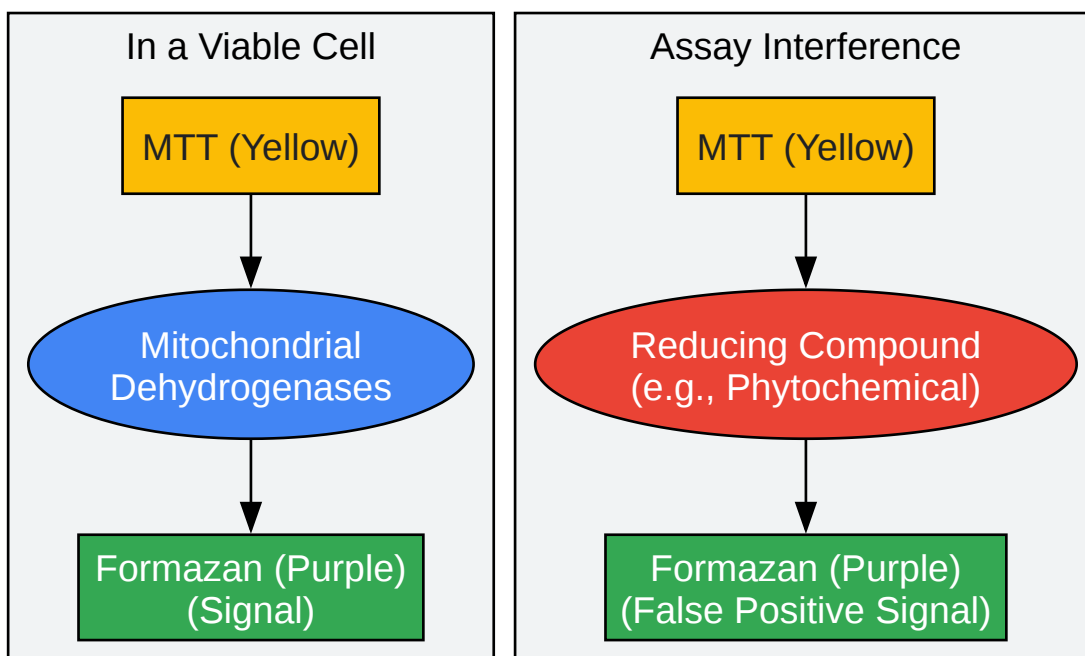 In a Viable Cell
MTT (Yellow)
Mitochondrial
Dehydrogenases
Formazan (Purple)
(Signal)
Assay Interference
MTT (Yellow)
Reducing Compound
(e.g., Phytochemical)
Formazan (Purple)
(False Positive Signal)